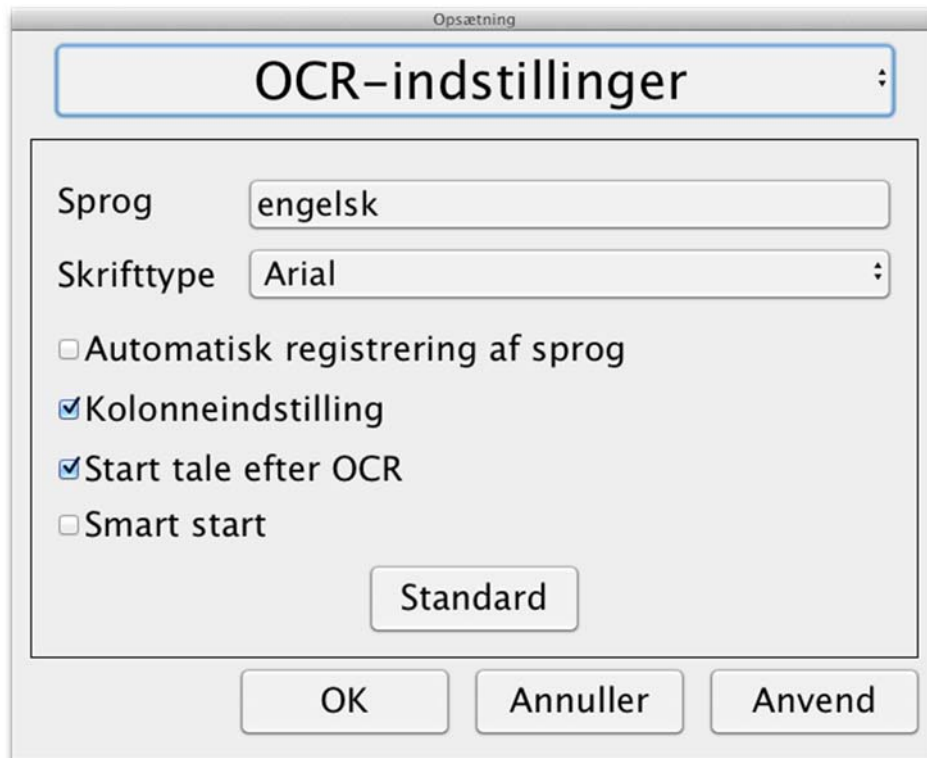 Opsætning
OCR-indstillinger
Sprog engelsk
Skrifttype Arial
Automatisk registrering af sprog
Kolonneindstilling
Start tale efter OCR
Smart start
Standard
OK Annuller Anvend